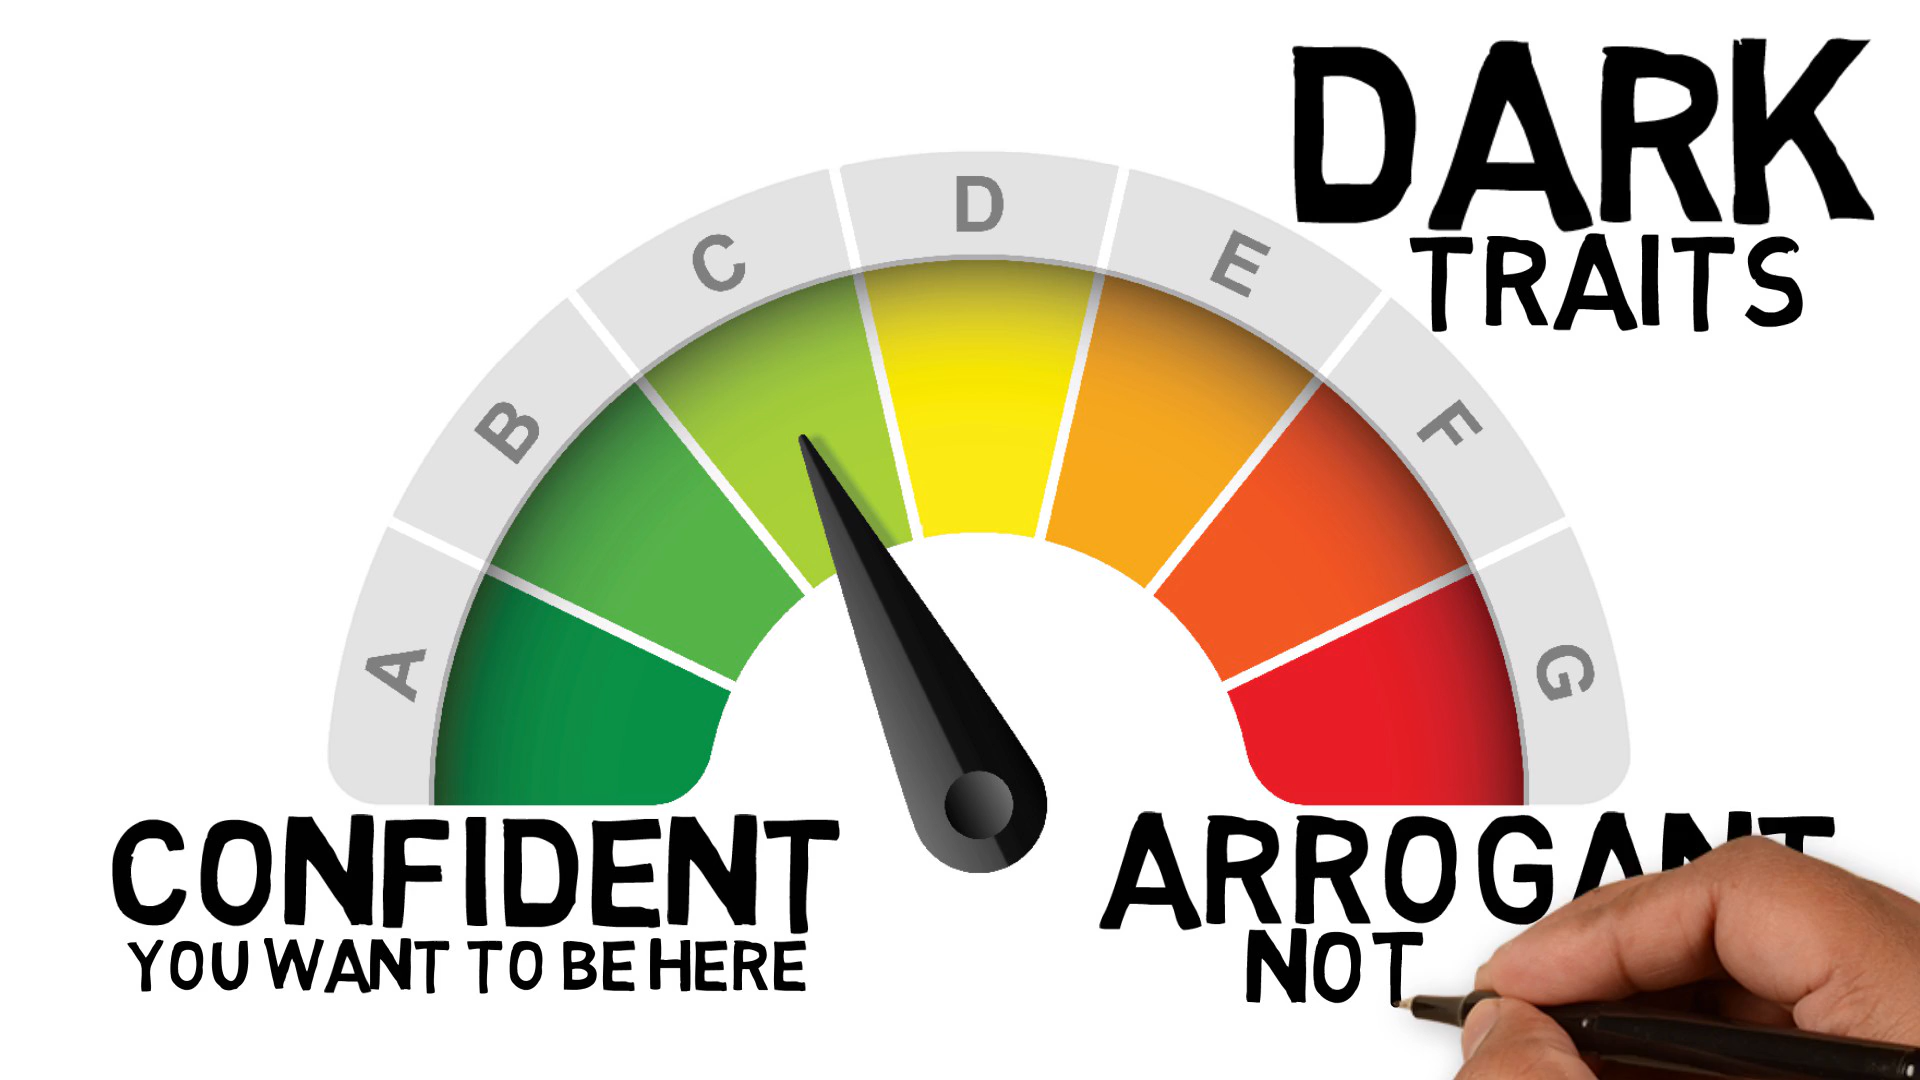 DARK
TRAITS
A
B
C
D
E
F
G
CONFIDENT
YOU WANT TO BE HERE
ARROGANT
NOT